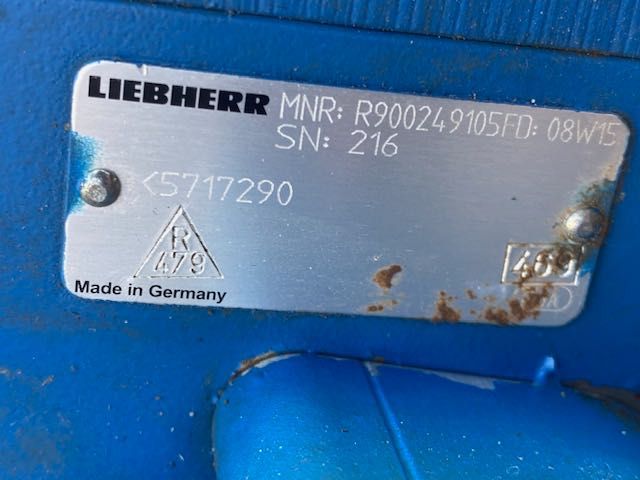 LIEBHERR MNR: R900249105FD: 08W15
SN: 216
<5717290
R
479
469
Made in Germany